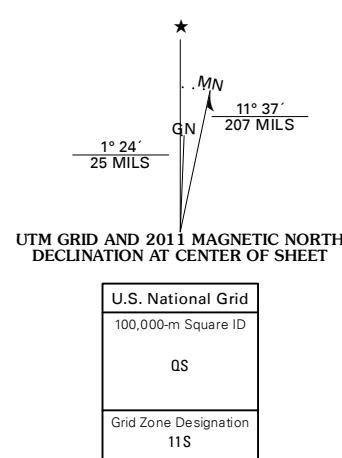 ★
MN
GN
11° 37´
207 MILS
1° 24´
25 MILS
UTM GRID AND 2011 MAGNETIC NORTH
DECLINATION AT CENTER OF SHEET
U.S. National Grid
100,000-m Square ID
QS
Grid Zone Designation
11S